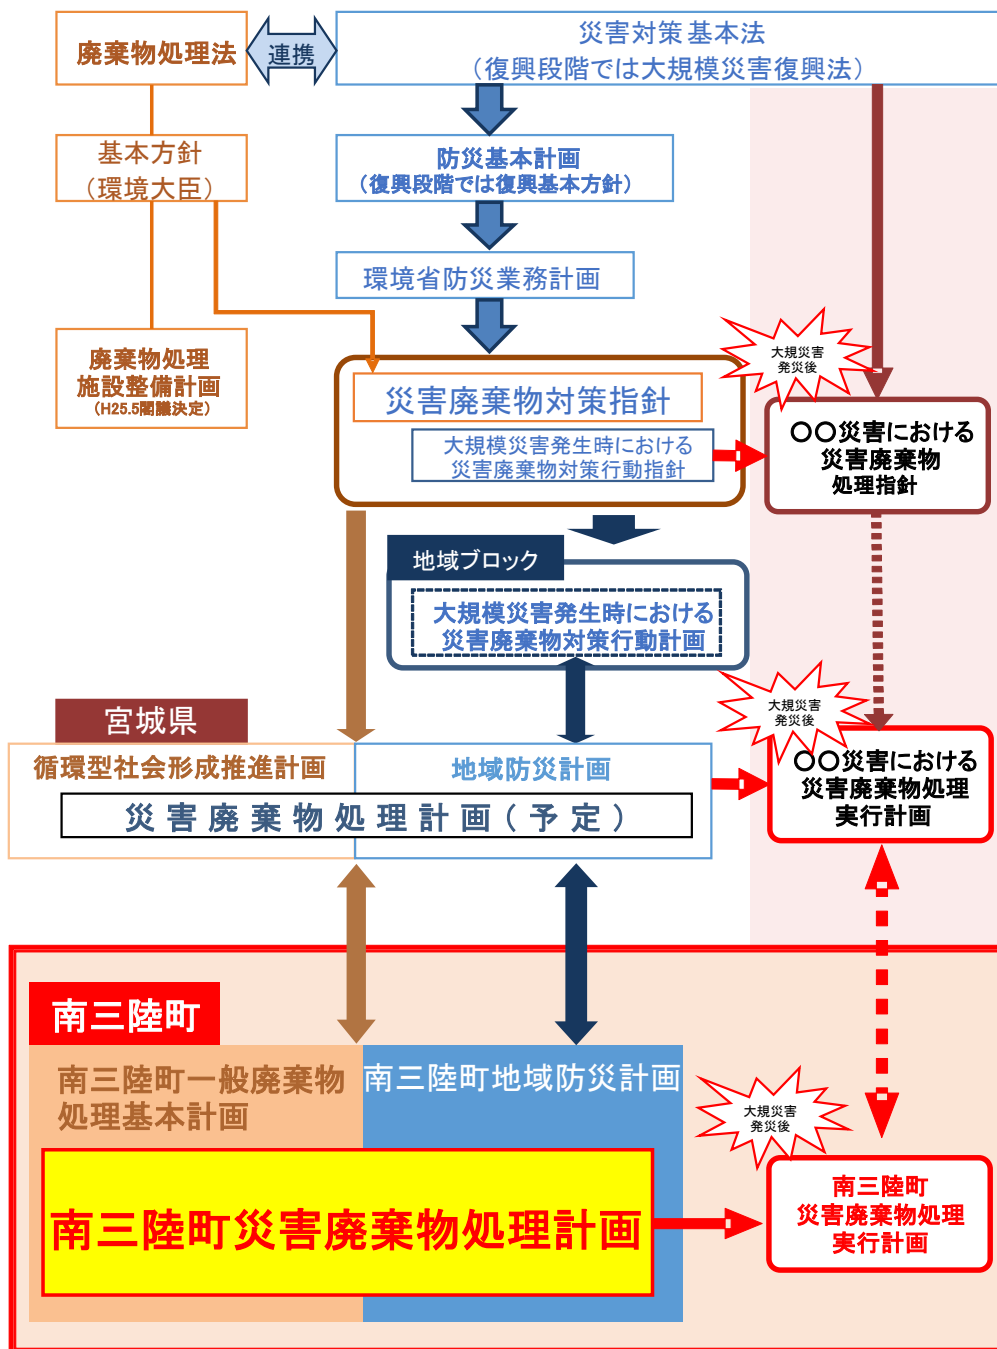 廃棄物処理法
連携
災害対策基本法
（復興段階では大規模災害復興法）
基本方針
（環境大臣）
防災基本計画
（復興段階では復興基本方針）
環境省防災業務計画
廃棄物処理
施設整備計画
（H25.5閣議決定）
大規災害
発災後
災害廃棄物対策指針
大規模災害発生時における
災害廃棄物対策行動指針
〇〇災害における
災害廃棄物
処理指針
地域ブロック
大規模災害発生時における
災害廃棄物対策行動計画
宮城県
循環型社会形成推進計画
地域防災計画
災害廃棄物処理計画（予定）
大規災害
発災後
〇〇災害における
災害廃棄物処理
実行計画
南三陸町
南三陸町一般廃棄物
処理基本計画
南三陸町地域防災計画
南三陸町災害廃棄物処理計画
大規災害
発災後
南三陸町
災害廃棄物処理
実行計画